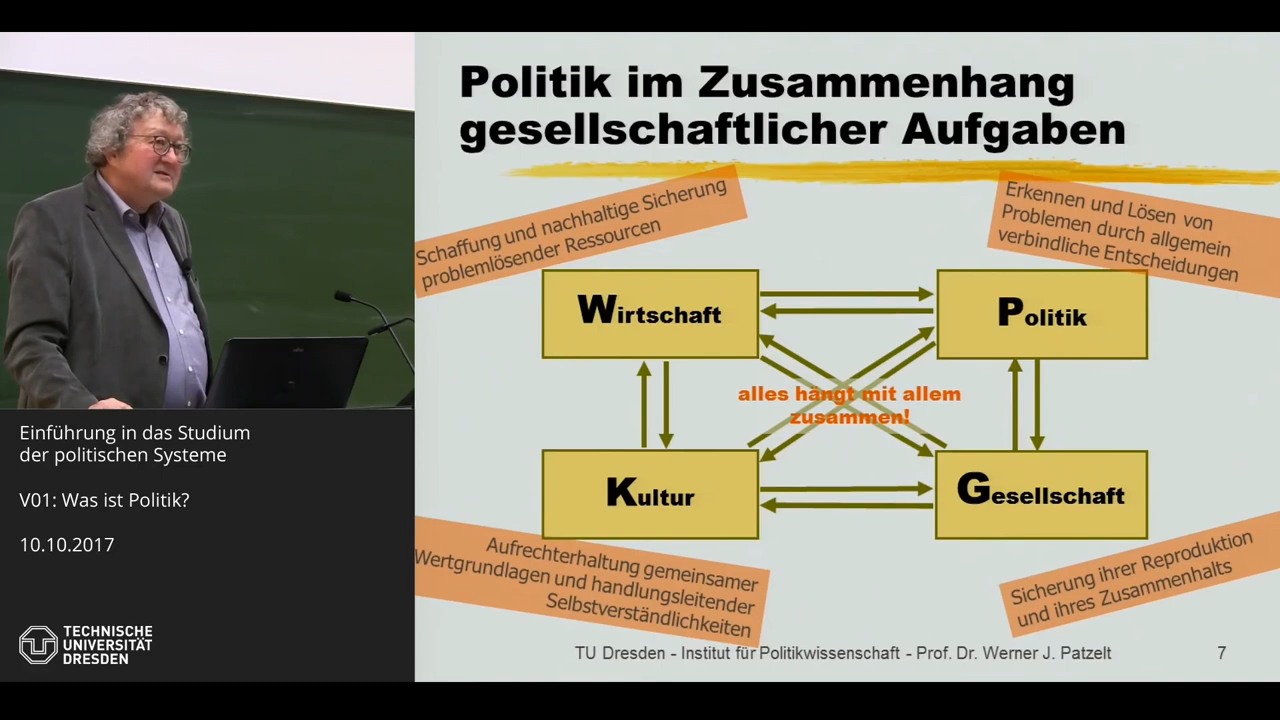 Politik im Zusammenhang
gesellschaftlicher Aufgaben
Schaffung und nachhaltige Sicherung
problemlösender Ressourcen
Erkennen und Lösen von
Problemen durch allgemein
verbindliche Entscheidungen
Wirtschaft
Politik
alles hängt mit allem
zusammen!
Kultur
Gesellschaft
Aufrechterhaltung gemeinsamer
Wertgrundlagen und handlungsleitender
Selbstverständlichkeiten
Sicherung ihrer Reproduktion
und ihres Zusammenhalts
TU Dresden - Institut für Politikwissenschaft - Prof. Dr. Werner J. Patzelt
7
Einführung in das Studium
der politischen Systeme
V01: Was ist Politik?
10.10.2017
TECHNISCHE
UNIVERSITÄT
DRESDEN